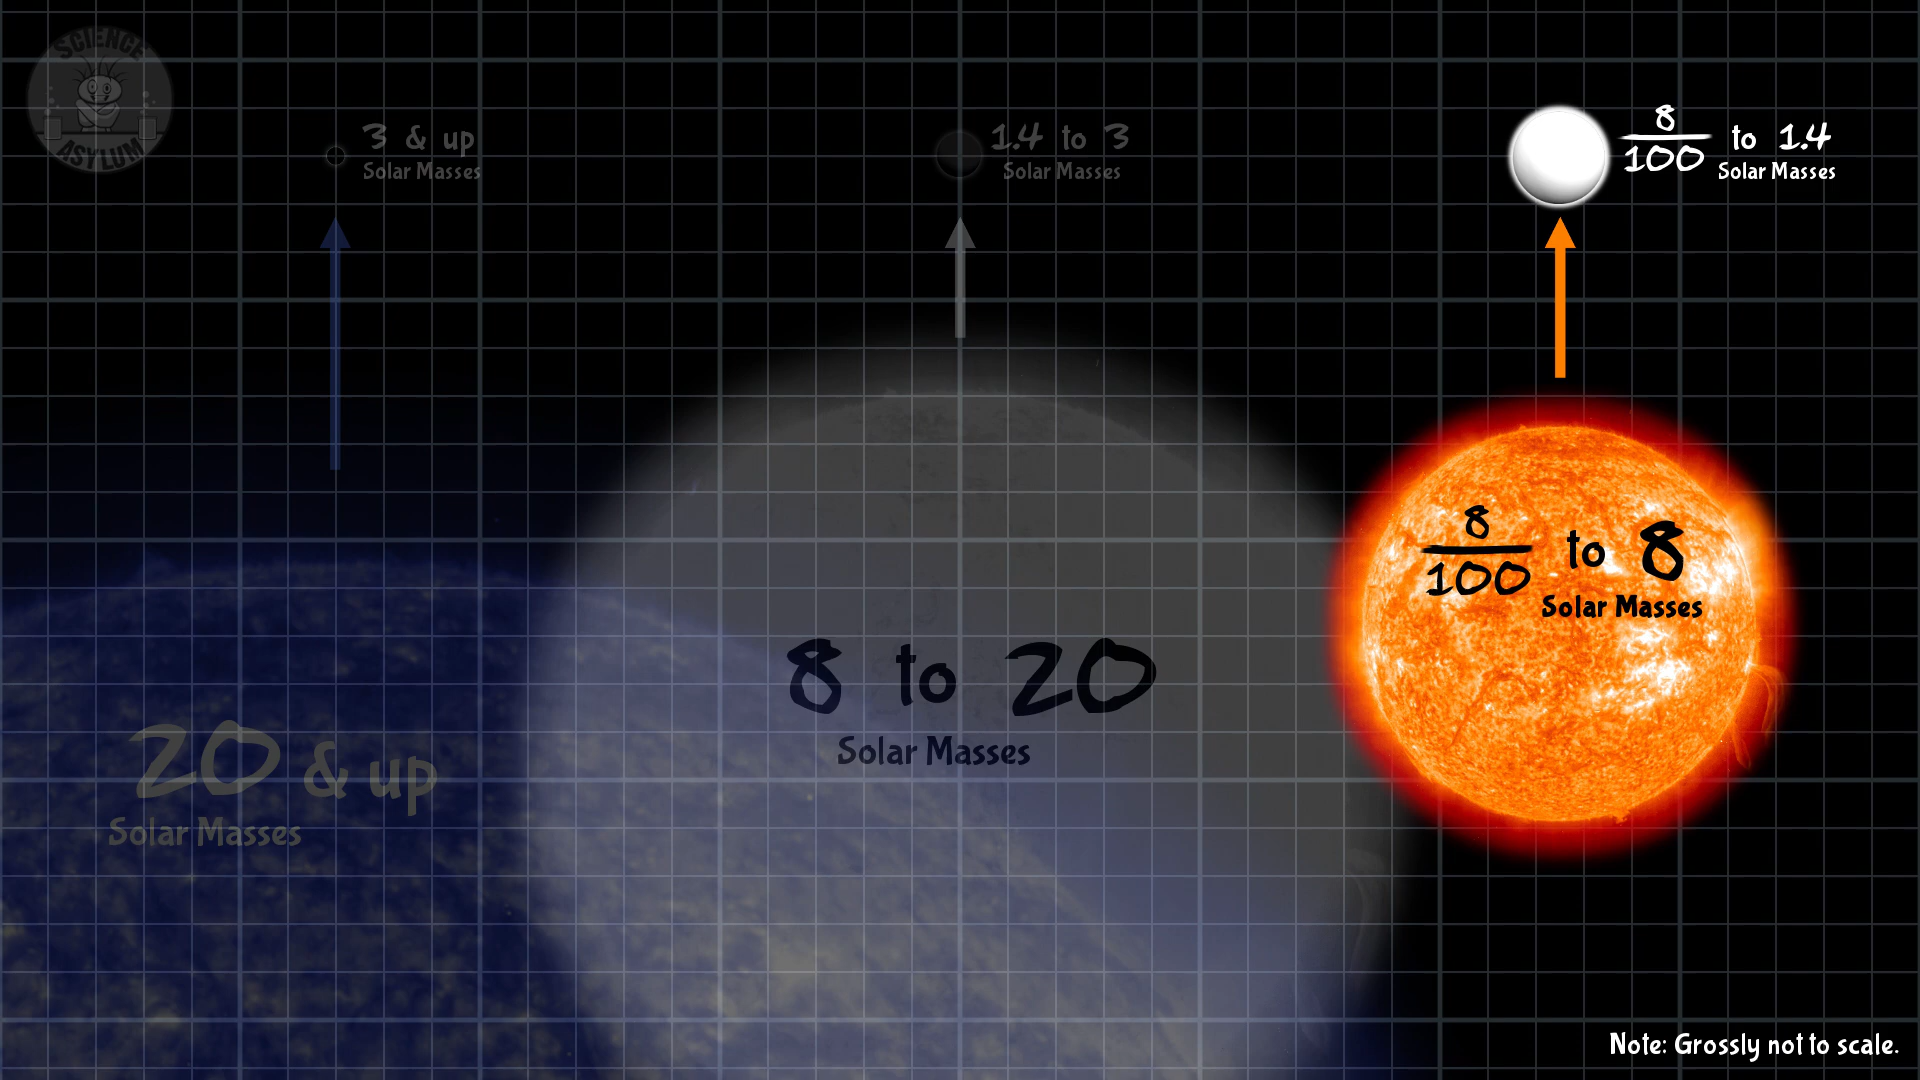 SCIENCE
ASYLUM
3 & up
Solar Masses
1.4 to 3
Solar Masses
8/100 to 1.4
Solar Masses
8/100 to 8
Solar Masses
8 to 20
Solar Masses
20 & up
Solar Masses
Note: Grossly not to scale.